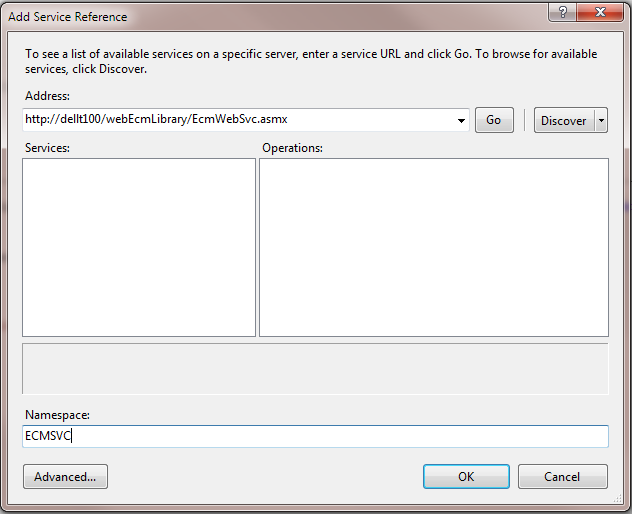 Add Service Reference
?
To see a list of available services on a specific server, enter a service URL and click Go. To browse for available
services, click Discover.
Address:
http://dellt100/webEcmLibrary/EcmWebSvc.asmx
Go
Discover
Services:
Operations:
Namespace:
ECMSVC
Advanced...
OK
Cancel